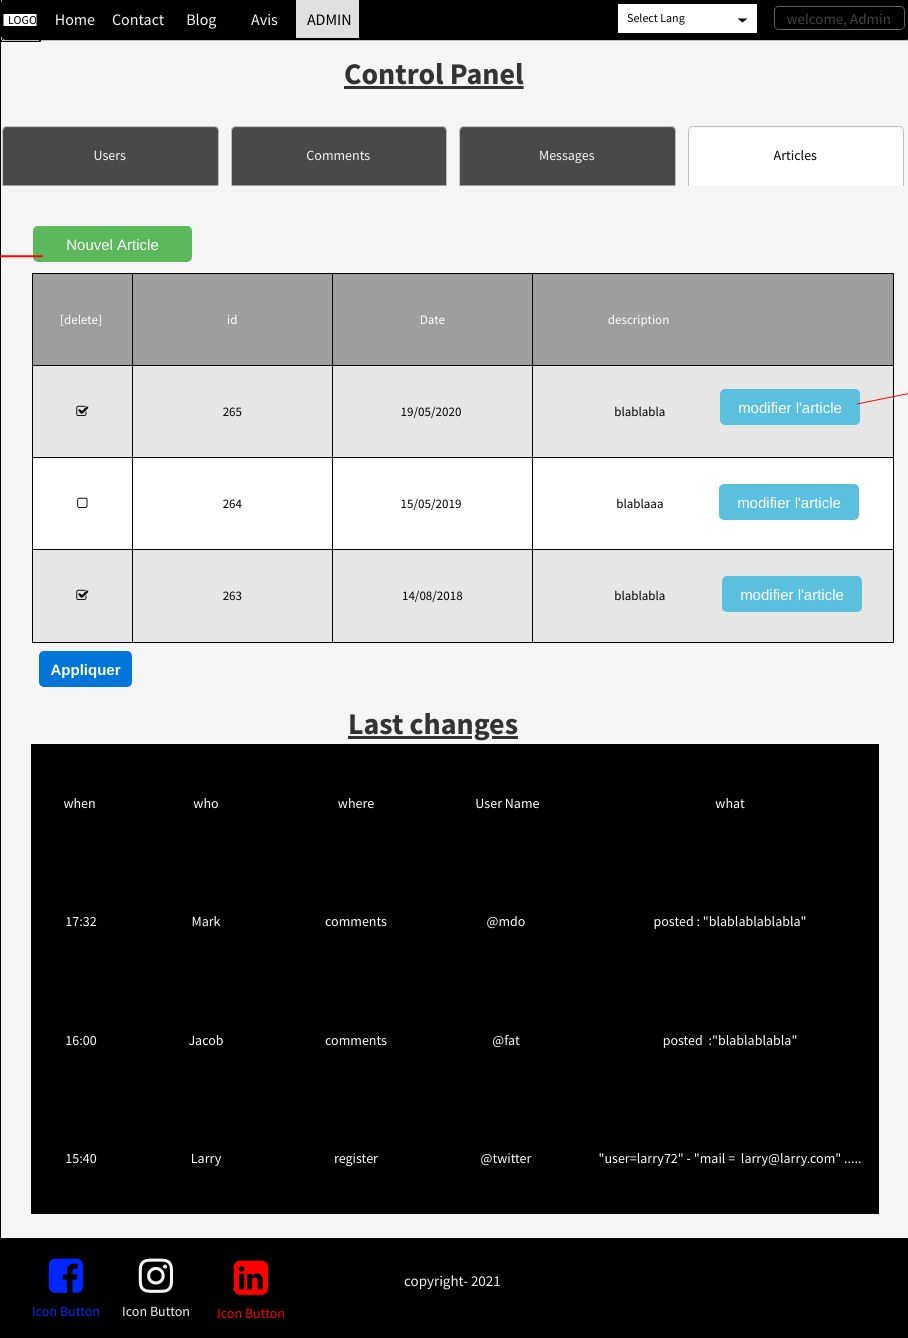 LOGO Home Contact Blog Avis ADMIN Select Lang welcome, Admin
Control Panel
Users Comments Messages Articles
Nouvel Article
[delete] id Date description
265 19/05/2020 blablabla modifier l'article
264 15/05/2019 blablaaa modifier l'article
263 14/08/2018 blablabla modifier l'article
Appliquer
Last changes
when who where User Name what
17:32 Mark comments @mdo posted : "blablablablabla"
16:00 Jacob comments @fat posted :"blablablabla"
15:40 Larry register @twitter "user=larry72" - "mail = larry@larry.com" .....
copyright- 2021
Icon Button Icon Button Icon Button